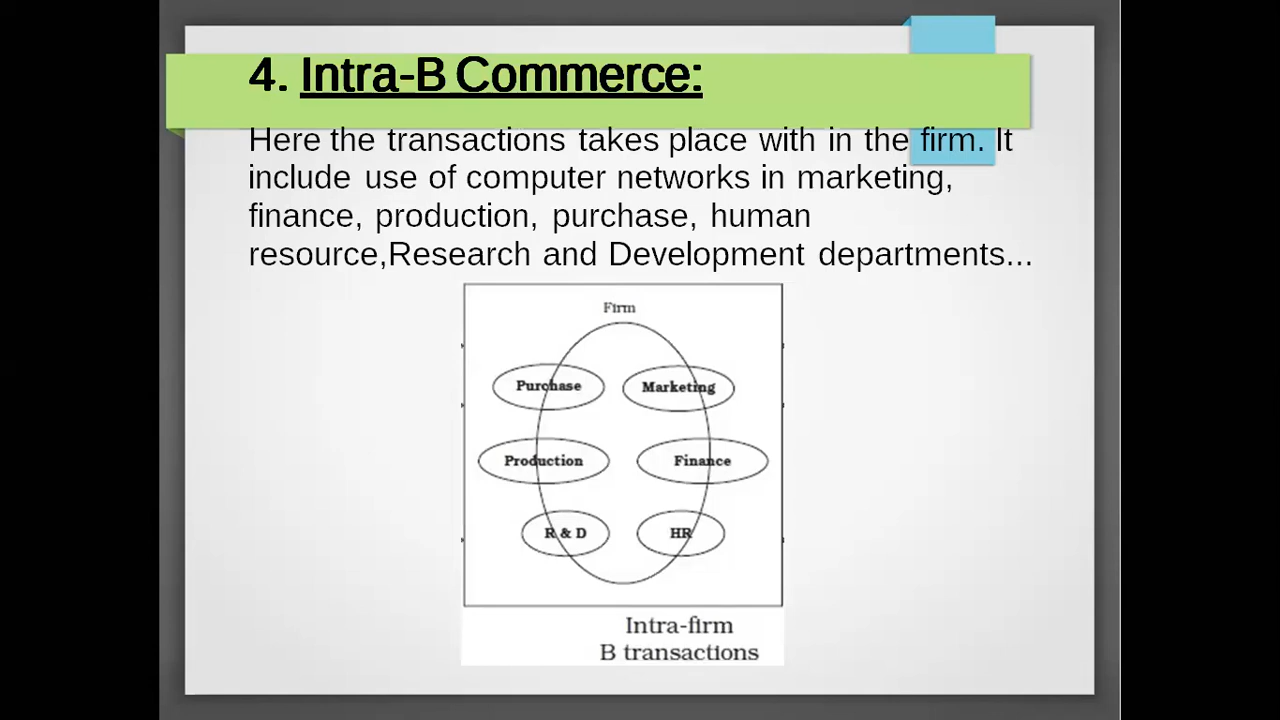 4. Intra-B Commerce:
Here the transactions takes place with in the firm. It
include use of computer networks in marketing,
finance, production, purchase, human
resource,Research and Development departments...
Firm
Purchase
Marketing
Production
Finance
R & D
HR
Intra-firm
B transactions